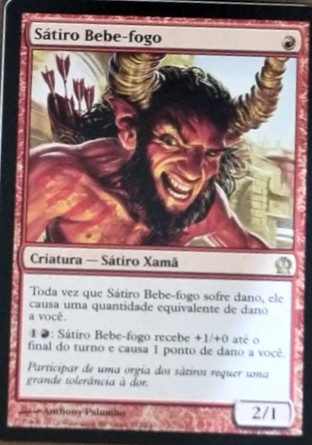 Sátiro Bebe-fogo
Criatura — Sátiro Xamã
Toda vez que Sátiro Bebe-fogo sofre dano, ele
causa uma quantidade equivalente de dano
a você.
1: Sátiro Bebe-fogo recebe +1/+0 até o
final do turno e causa 1 ponto de dano a você.
Participar de uma orgia dos sátiros requer uma
grande tolerância à dor.
Anthony Palumbo
2/1